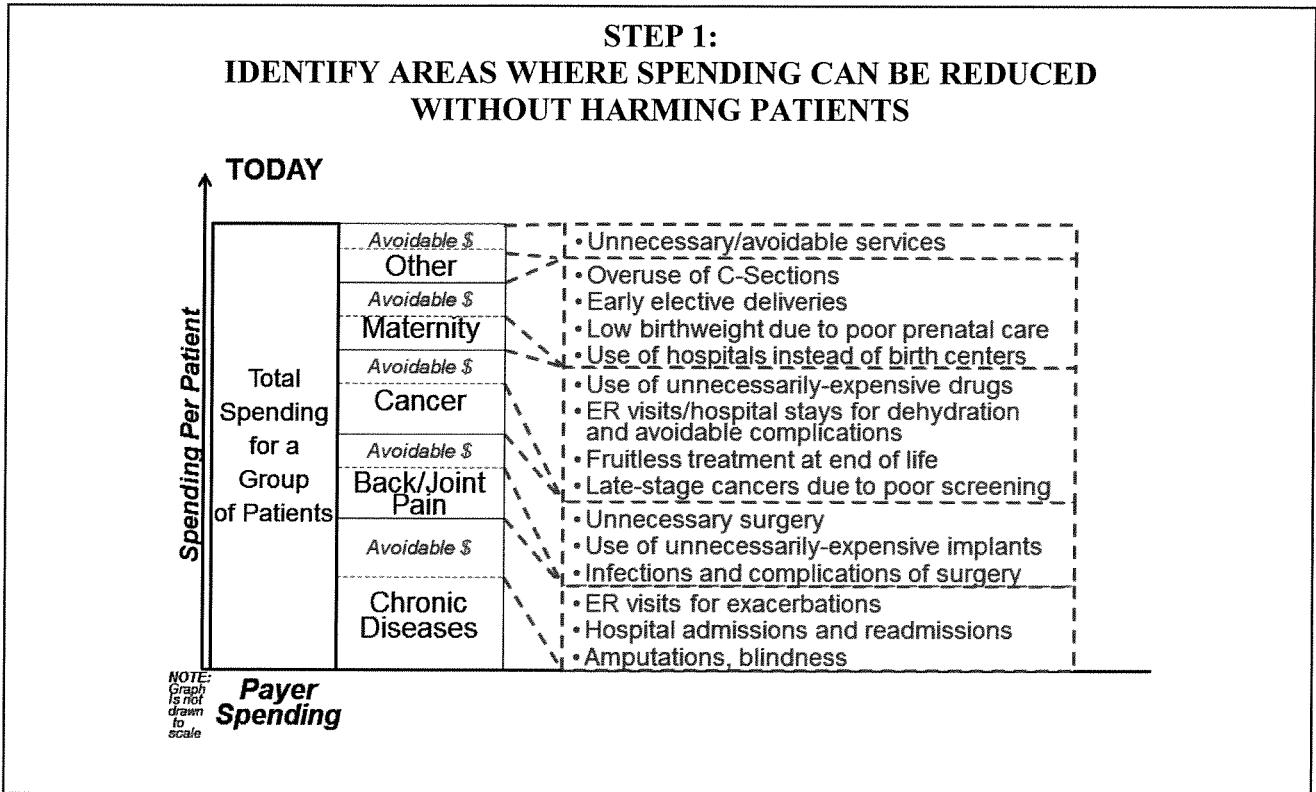 STEP 1:
IDENTIFY AREAS WHERE SPENDING CAN BE REDUCED
WITHOUT HARMING PATIENTS
TODAY
Spending Per Patient
Total
Spending
for a
Group
of Patients
Avoidable $
Other
Avoidable $
Maternity
Avoidable $
Cancer
Avoidable $
Back/Joint
Pain
Avoidable $
Chronic
Diseases
• Unnecessary/avoidable services
• Overuse of C-Sections
• Early elective deliveries
• Low birthweight due to poor prenatal care
• Use of hospitals instead of birth centers
• Use of unnecessarily-expensive drugs
• ER visits/hospital stays for dehydration
and avoidable complications
• Fruitless treatment at end of life
• Late-stage cancers due to poor screening
• Unnecessary surgery
• Use of unnecessarily-expensive implants
• Infections and complications of surgery
• ER visits for exacerbations
• Hospital admissions and readmissions
• Amputations, blindness
NOTE:
Graph
is not
drawn
to
scale
Payer
Spending